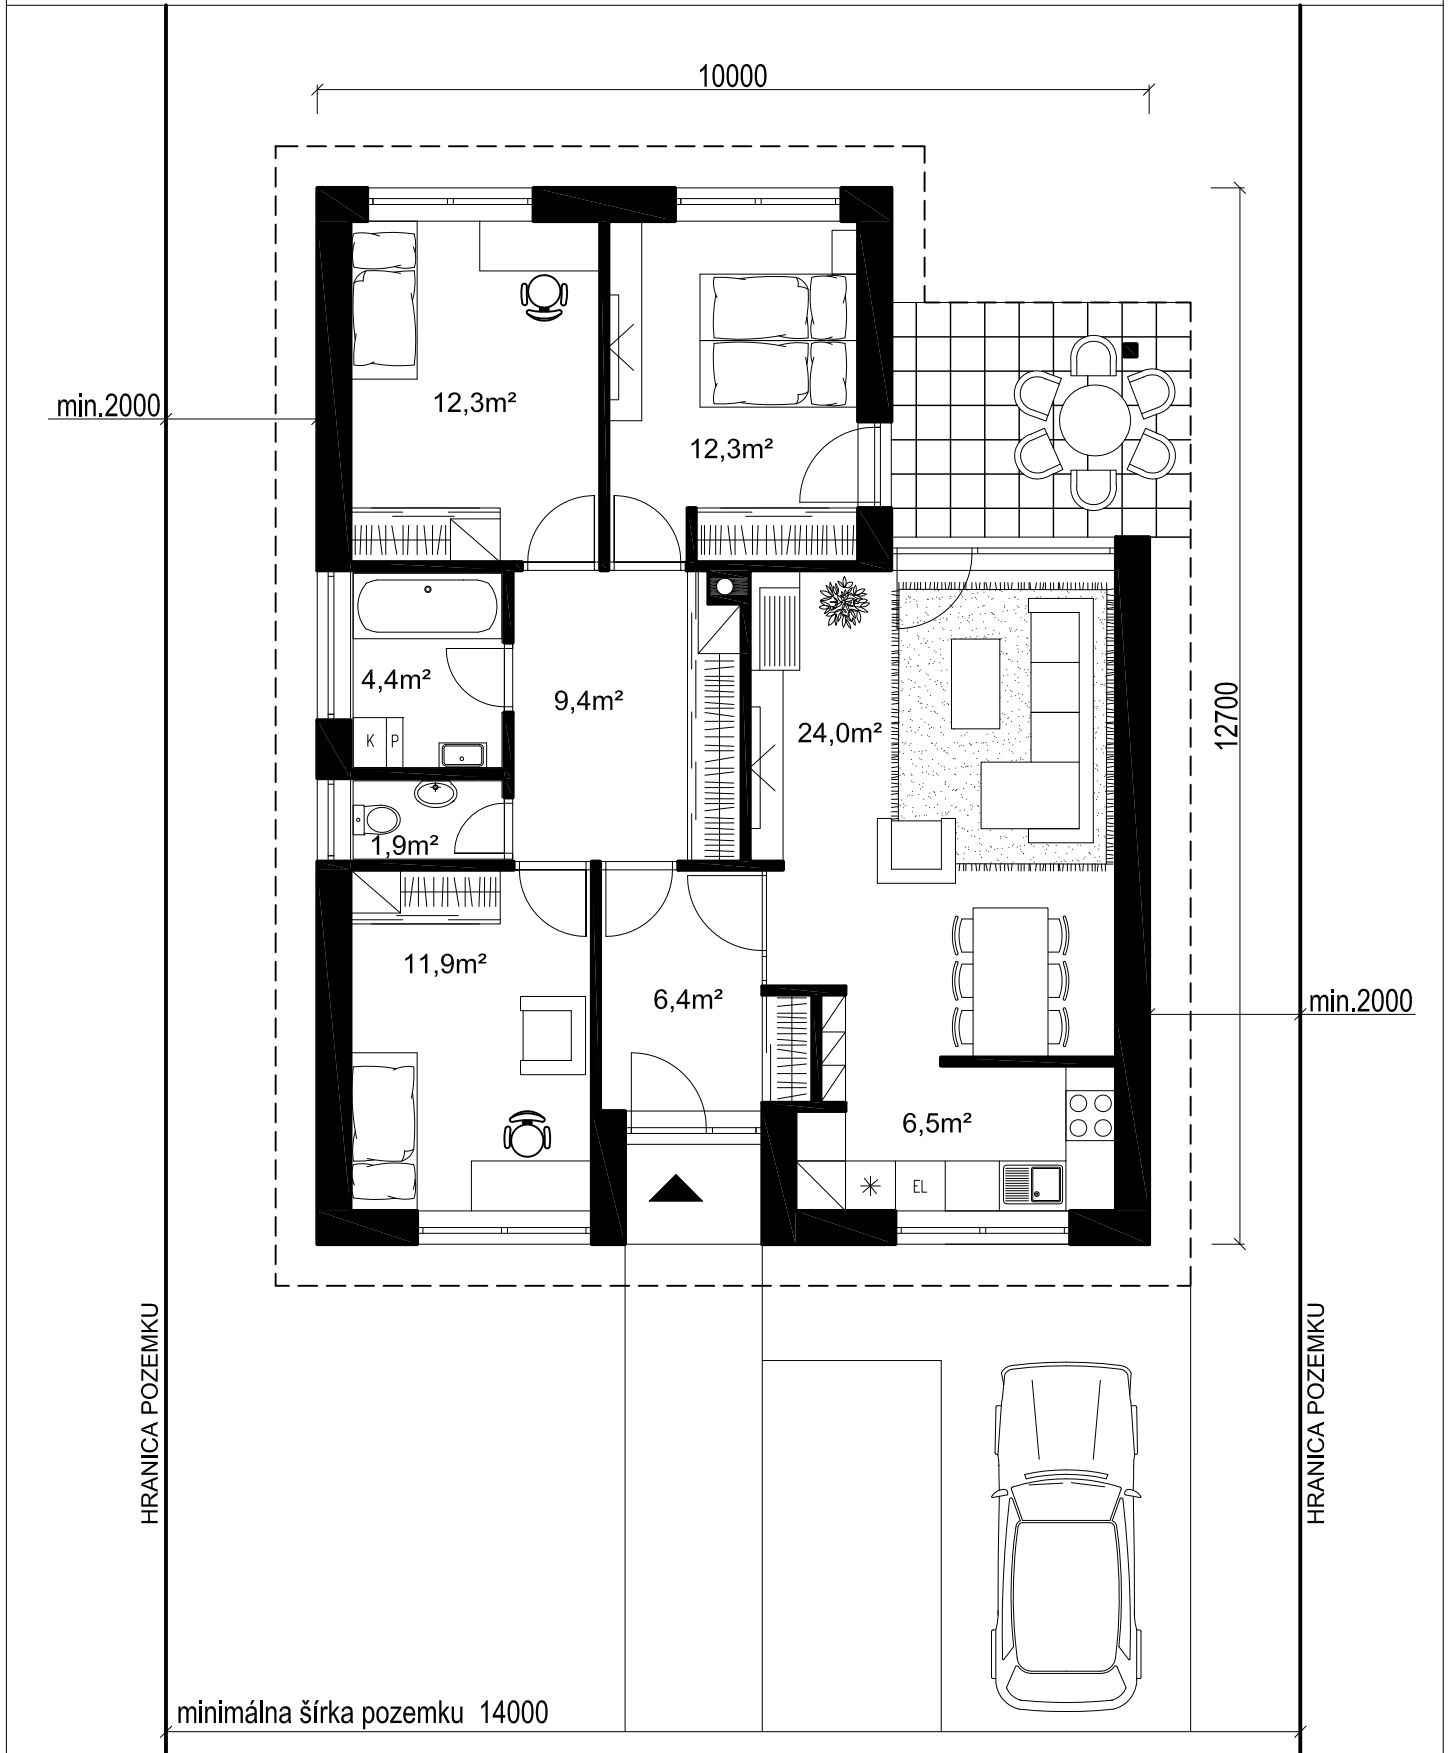 10000
min.2000
12,3m²
12,3m²
4,4m²
9,4m²
24,0m²
12700
K P
1,9m²
11,9m²
6,4m²
min.2000
6,5m²
EL
HRANICA POZEMKU
HRANICA POZEMKU
minimálna šírka pozemku 14000